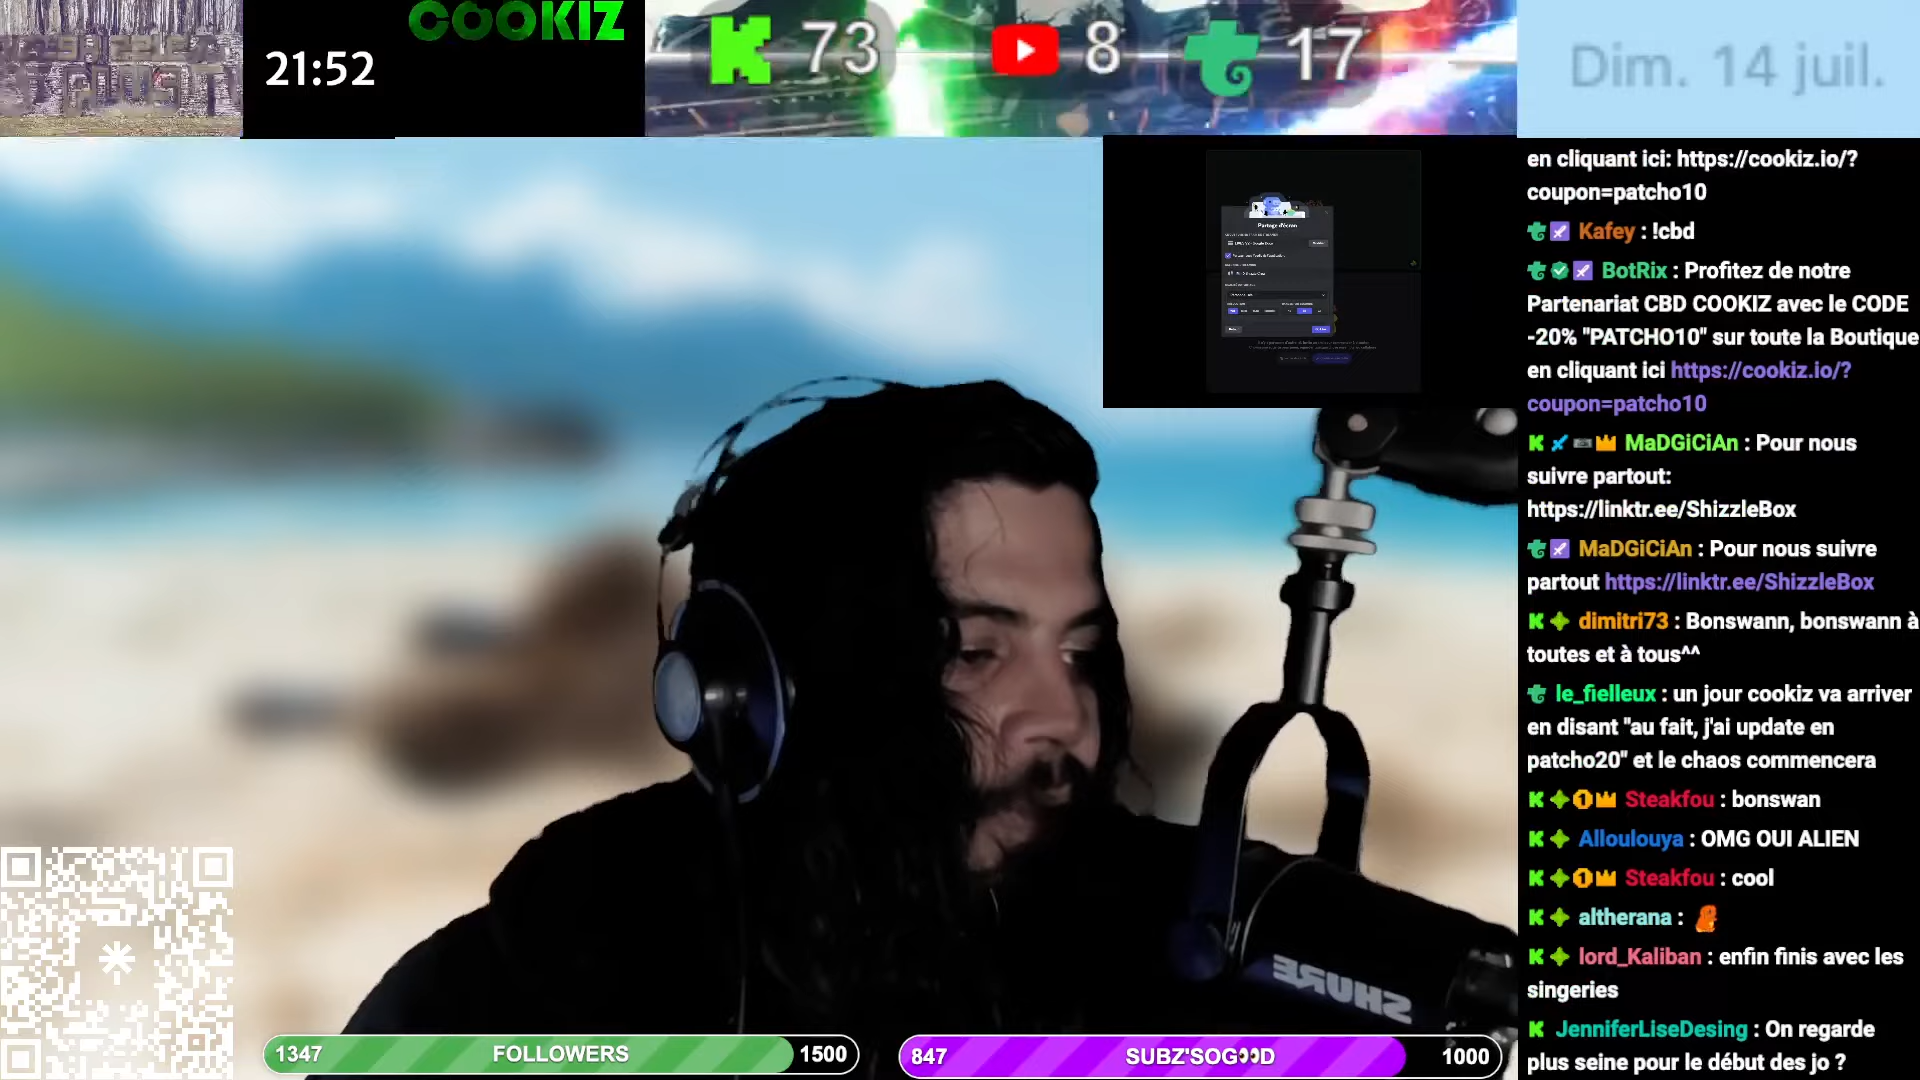 21:52
COOKIZ
73
8
17
Dim. 14 juil.
Partage d'écran
en cliquant ici: https://cookiz.io/?
coupon=patcho10
Kafey : !cbd
BotRix : Profitez de notre
Partenariat CBD COOKIZ avec le CODE
-20% "PATCHO10" sur toute la Boutique
en cliquant ici https://cookiz.io/?
coupon=patcho10
MaDGiCiAn : Pour nous
suivre partout:
https://linktr.ee/ShizzleBox
MaDGiCiAn : Pour nous suivre
partout https://linktr.ee/ShizzleBox
dimitri73 : Bonswann, bonswann à
toutes et à tous^^
le_fielleux : un jour cookiz va arriver
en disant "au fait, j'ai update en
patcho20" et le chaos commencera
Steakfou : bonswan
Alloulouya : OMG OUI ALIEN
Steakfou : cool
altherana :
lord_Kaliban : enfin finis avec les
singeries
JenniferLiseDesing : On regarde
plus seine pour le début des jo ?
SHURE
1347 FOLLOWERS 1500
847 SUBZ'SOG👀D 1000